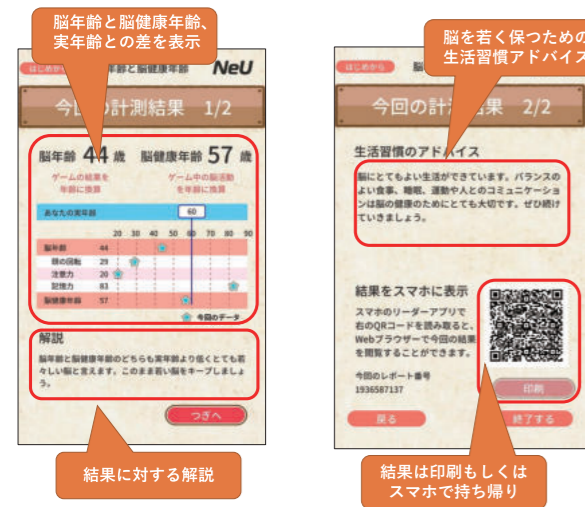 脳年齢と脳健康年齢、
実年齢との差を表示
はじめから
年齢と脳健康年齢
NeU
今回の計測結果 1/2
脳年齢 44 歳 脳健康年齢 57 歳
ゲームの結果を
年齢に換算
ゲーム中の脳活動
を年齢に換算
あなたの実年齢 60
20 30 40 50 60 70 80 90
脳年齢 44
頭の回転 29
注意力 20
記憶力 83
脳健康年齢 57
今回のデータ
解説
脳年齢と脳健康年齢のどちらも実年齢より低くとても若
々しい脳と言えます。このまま若い脳をキープしましょ
う。
つぎへ
結果に対する解説
脳を若く保つための
生活習慣アドバイス
はじめから
今回の計 結果 2/2
生活習慣のアドバイス
脳にとてもよい生活ができています。バランスの
よい食事、睡眠、運動や人とのコミュニケーショ
ンは脳の健康のためにとても大切です。ぜひ続け
ていきましょう。
結果をスマホに表示
スマホのリーダーアプリで
右のQRコードを読み取ると、
Webブラウザーで今回の結果
を閲覧することができます。
今回のレポート番号
1936587137
印刷
戻る
終了する
結果は印刷もしくは
スマホで持ち帰り